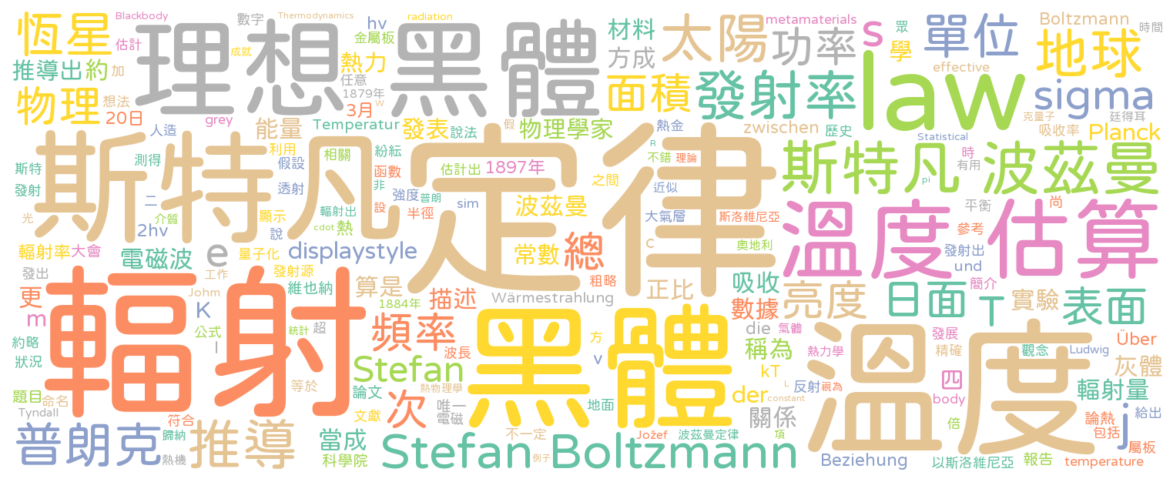 Blackbody 數字 Thermodynamics radiation hv 材料 metamaterials Boltzmann 眾 時間
恆星 估計 成就 金屬板 理想 黑體 方成 太陽 功率 s 學 單位 地球
推導出 約 加 熱力 任意 面積 發射率 law effective sigma
物理 想法 20日 1879年 3月 W 克量子 廷得耳
grey 能量 Temperatur 發表 說法 物理學家 假 熱金 zwischen 歷史 Statistical 吸收率 Planck
人造 利用 相關 紛紜 不錯 理論 R 時 有用
斯特 測得 假設 函數 估計出 1897年 之間 近似 斯特凡 波茲曼
斯特凡 定律
發射 二 透射 輻射出 非 強度 普朗 pi
光 介質 顯示 設 半徑 sim 波茲曼 大氣層 斯洛維尼亞 平衡 尚
2hv 說 cdot 熱 C 奧地利 參考 溫度 估算
輻射率 大會 量子化 總 發射出
電磁波 e displaystyle 常數 粗略 und
發出 工作 發射源 吸收 簡介
更 Johm 維也納 算是 描述 Wärmestrahlung 正比 數據 亮度 日面 T 實驗 表面
m K 1884年
輻射 l 公式 統計 超 頻率 黑體 方 die 氣體 發展 Über
約略 波長 v 稱為 熱力學 溫度 精確 觀念 Ludwig
狀況 等於 Stefan kT 灰體
熱物理學 L 反射 視為 四
題目 命名 論文 次 唯一 der constant body 輻射量
Tyndall 符合 文獻 電磁 地面 關係 倍 論熱 給出
普朗克 歸納 推導 當成 不一定 Jožef 波茲曼定律 項 包括 j
熱機 科學院 Stefan Boltzmann 例子 Beziehung 以斯洛維尼亞 報告 屬板 temperature